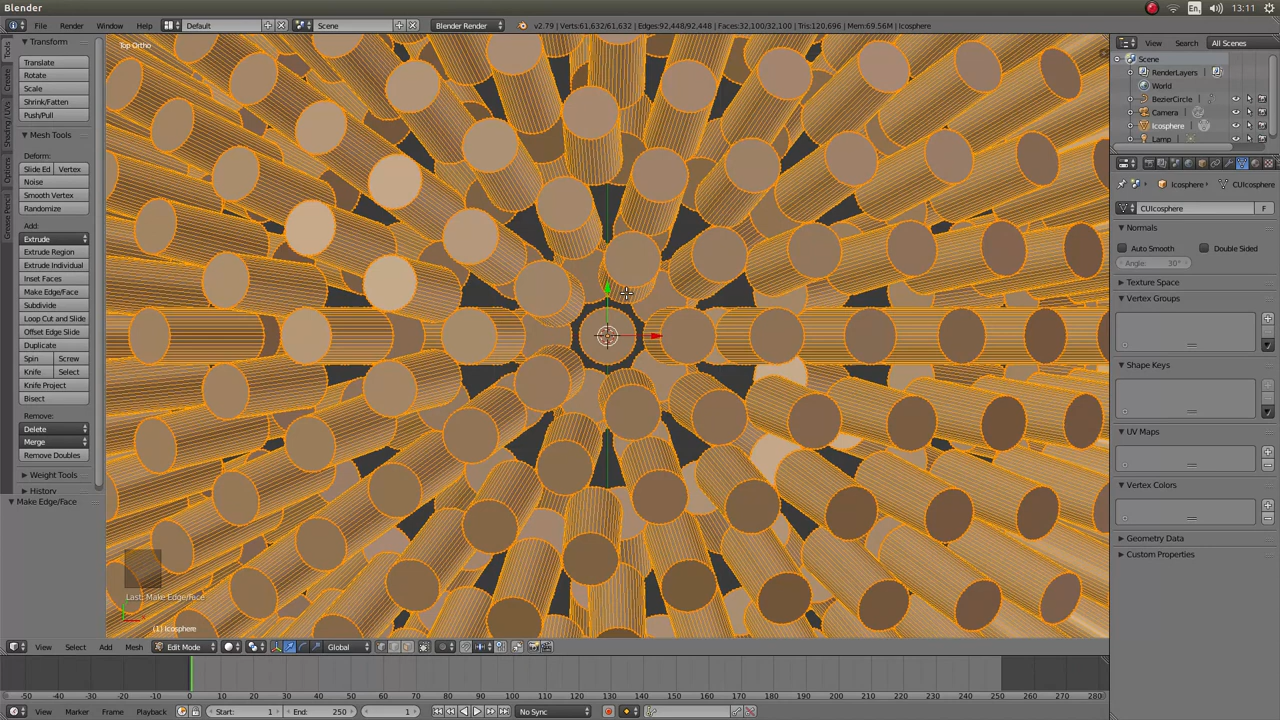 Blender
En
13:11
File Render Window Help
Default
Scene
Blender Render
v2.79 | Verts:61,632/61,632 | Edges:92,448/92,448 | Faces:32,100/32,100 | Tris:120,696 | Mem:69.56M | Icosphere
View Search All Scenes
Tools
Create
Shading / UVs
Options
Grease Pencil
Transform
Translate
Rotate
Scale
Shrink/Fatten
Push/Pull
Mesh Tools
Deform:
Slide Ed Vertex
Noise
Smooth Vertex
Randomize
Add:
Extrude
Extrude Region
Extrude Individual
Inset Faces
Make Edge/Face
Subdivide
Loop Cut and Slide
Offset Edge Slide
Duplicate
Spin Screw
Knife Select
Knife Project
Bisect
Remove:
Delete
Merge
Remove Doubles
Weight Tools
History
Make Edge/Face
Top Ortho
Last: Make Edge/Face
(1) Icosphere
Scene
RenderLayers
World
BezierCircle
Camera
Icosphere
Lamp
Icosphere
CUIcosphere
CUIcosphere F
Normals
Auto Smooth Double Sided
Angle: 30°
Texture Space
Vertex Groups
Shape Keys
UV Maps
Vertex Colors
Geometry Data
Custom Properties
View Select Add Mesh Edit Mode Global
-50 -40 -30 -20 -10 0 10 20 30 40 50 60 70 80 90 100 110 120 130 140 150 160 170 180 190 200 210 220 230 240 250 260 270 280
View Marker Frame Playback Start: 1 End: 250 1 No Sync